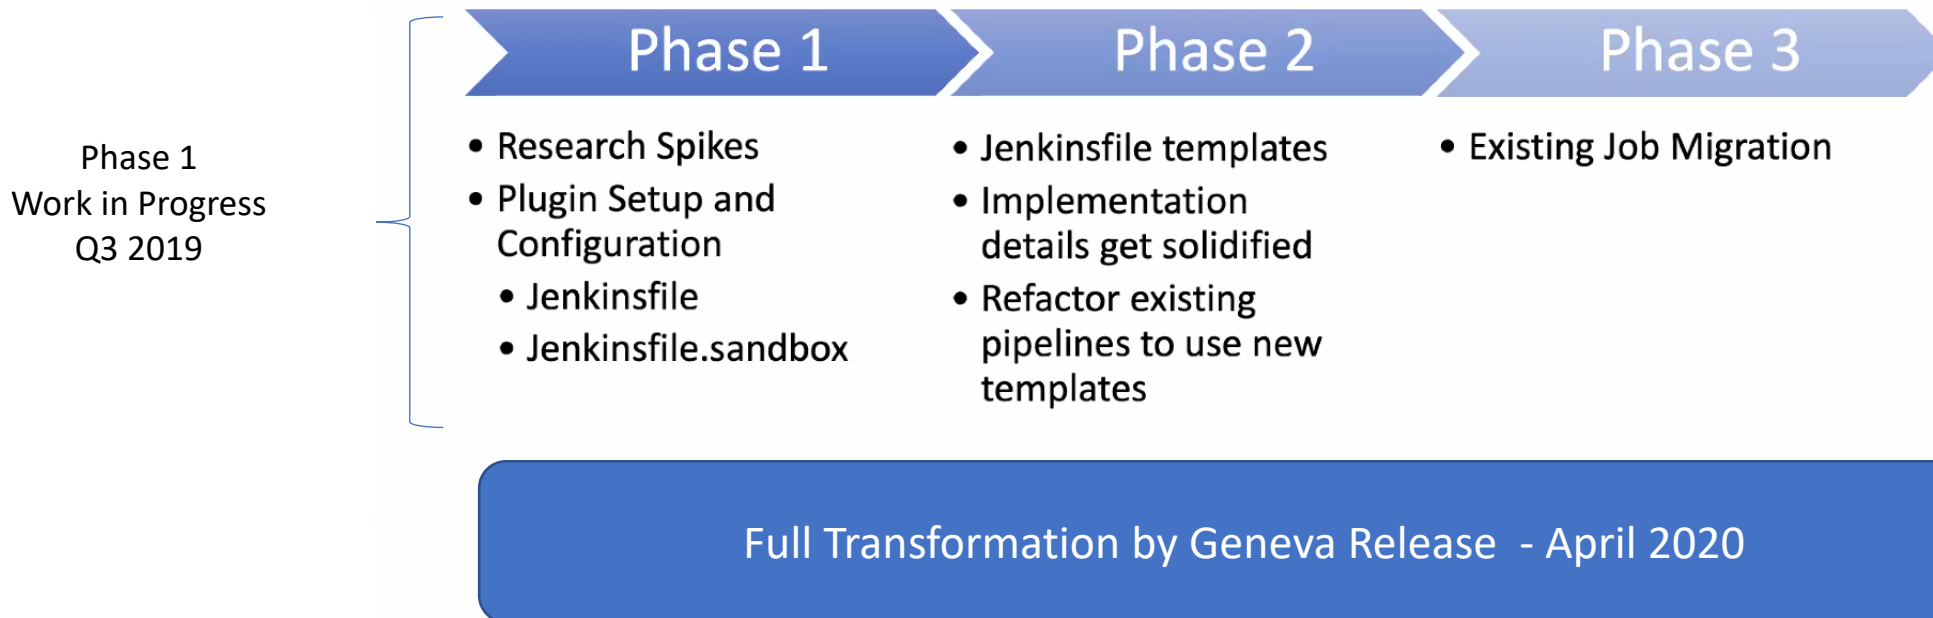 Phase 1
Work in Progress
Q3 2019
Phase 1
• Research Spikes
• Plugin Setup and
Configuration
• Jenkinsfile
• Jenkinsfile.sandbox
Phase 2
• Jenkinsfile templates
• Implementation
details get solidified
• Refactor existing
pipelines to use new
templates
Phase 3
• Existing Job Migration
Full Transformation by Geneva Release - April 2020